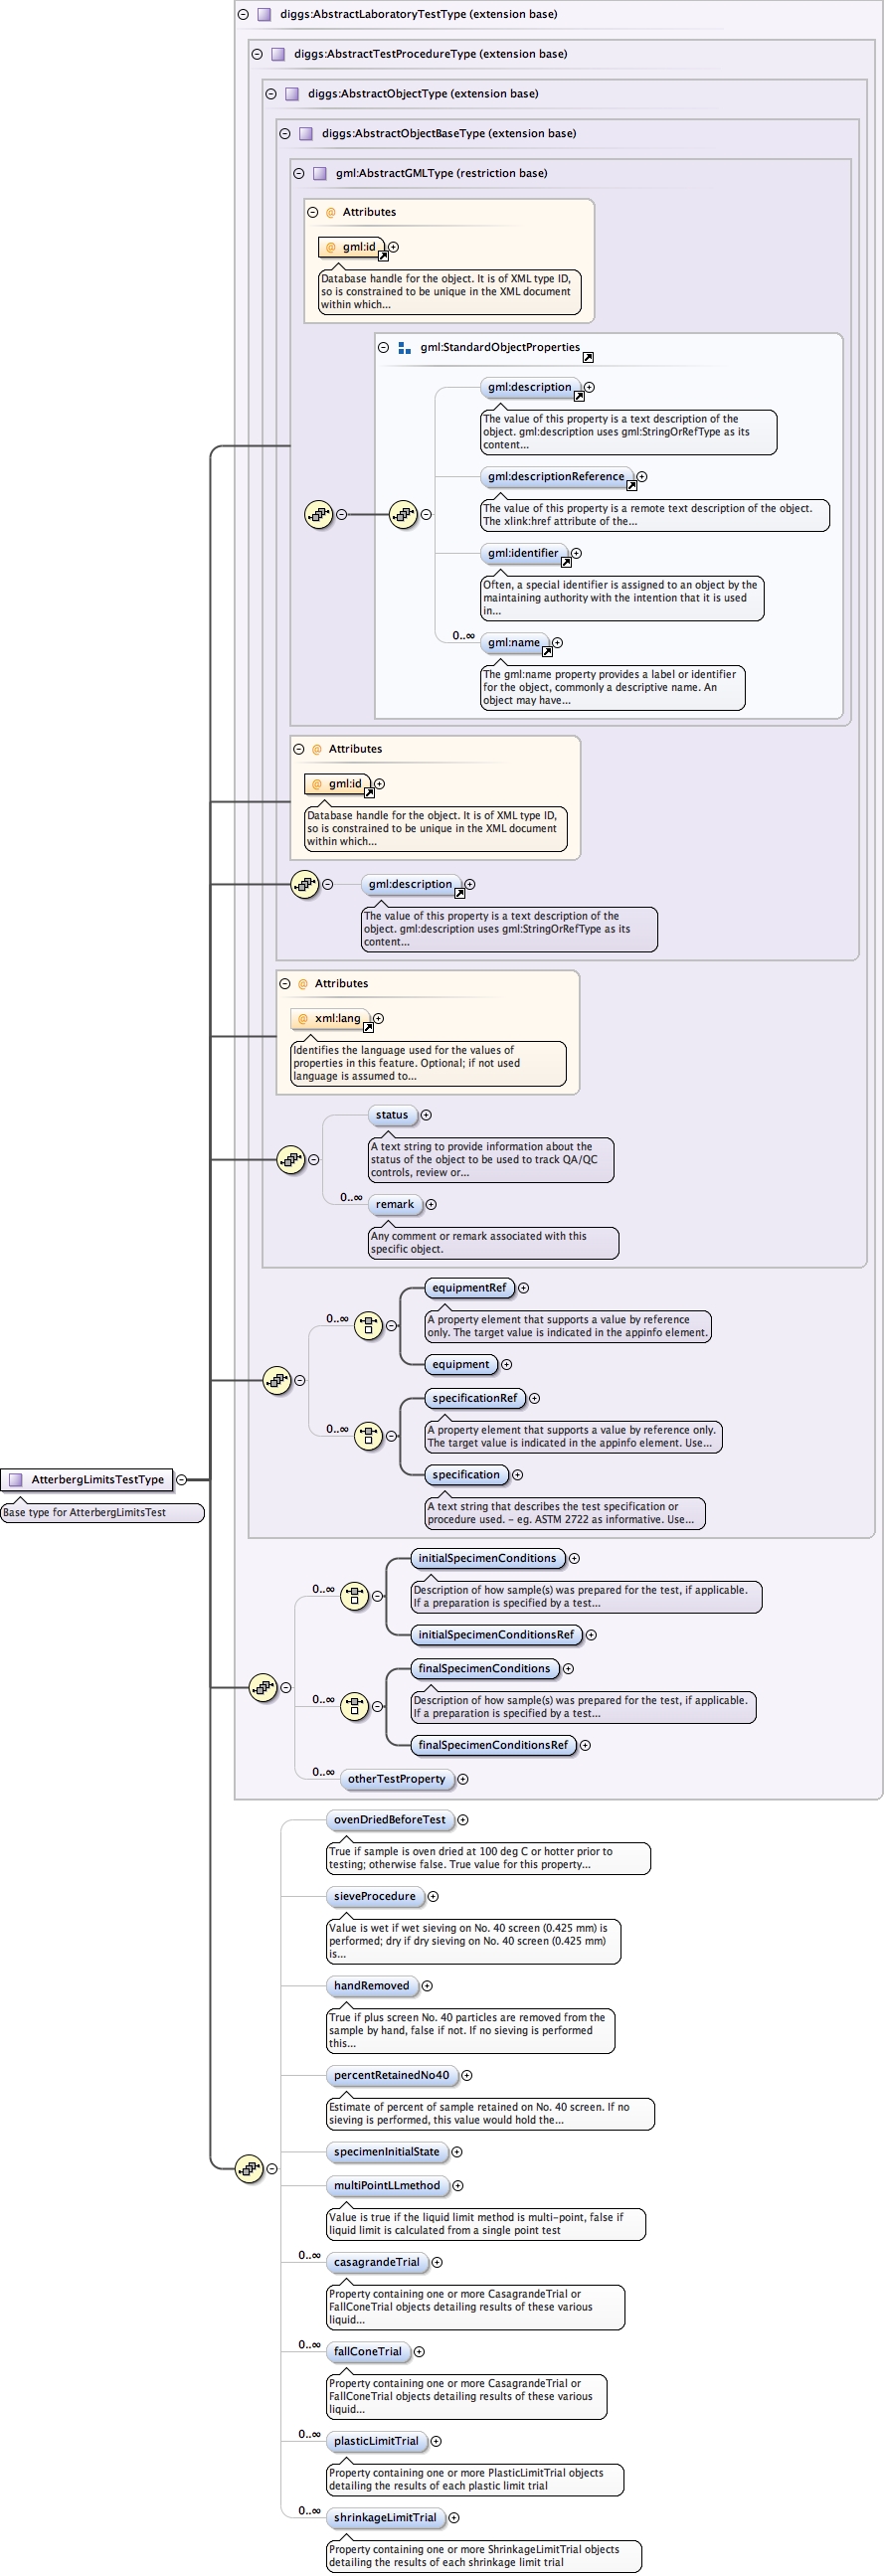 diggs:AbstractLaboratoryTestType (extension base)
diggs:AbstractTestProcedureType (extension base)
diggs:AbstractObjectType (extension base)
diggs:AbstractObjectBaseType (extension base)
gml:AbstractGMLType (restriction base)
@ Attributes
@ gml:id
Database handle for the object. It is of XML type ID,
so is constrained to be unique in the XML document
within which...
gml:StandardObjectProperties
gml:description
The value of this property is a text description of the
object. gml:description uses gml:StringOrRefType as its
content...
gml:descriptionReference
The value of this property is a remote text description of the object.
The xlink:href attribute of the...
gml:identifier
Often, a special identifier is assigned to an object by the
maintaining authority with the intention that it is used
in...
0..∞
gml:name
The gml:name property provides a label or identifier
for the object, commonly a descriptive name. An
object may have...
@ Attributes
@ gml:id
Database handle for the object. It is of XML type ID,
so is constrained to be unique in the XML document
within which...
gml:description
The value of this property is a text description of the
object. gml:description uses gml:StringOrRefType as its
content...
@ Attributes
@ xml:lang
Identifies the language used for the values of
properties in this feature. Optional; if not used
language is assumed to...
status
A text string to provide information about the
status of the object to be used to track QA/QC
controls, review or...
0..∞
remark
Any comment or remark associated with this
specific object.
equipmentRef
0..∞
A property element that supports a value by reference
only. The target value is indicated in the appinfo element.
equipment
specificationRef
0..∞
A property element that supports a value by reference only.
The target value is indicated in the appinfo element. Use...
specification
A text string that describes the test specification or
procedure used. - eg. ASTM 2722 as informative. Use...
AtterbergLimitsTestType
Base type for AtterbergLimitsTest
initialSpecimenConditions
0..∞
Description of how sample(s) was prepared for the test, if applicable.
If a preparation is specified by a test...
initialSpecimenConditionsRef
finalSpecimenConditions
0..∞
Description of how sample(s) was prepared for the test, if applicable.
If a preparation is specified by a test...
finalSpecimenConditionsRef
0..∞
otherTestProperty
ovenDriedBeforeTest
True if sample is oven dried at 100 deg C or hotter prior to
testing; otherwise false. True value for this property...
sieveProcedure
Value is wet if wet sieving on No. 40 screen (0.425 mm) is
performed; dry if dry sieving on No. 40 screen (0.425 mm)
is...
handRemoved
True if plus screen No. 40 particles are removed from the
sample by hand, false if not. If no sieving is performed
this...
percentRetainedNo40
Estimate of percent of sample retained on No. 40 screen. If no
sieving is performed, this value would hold the...
specimenInitialState
multiPointLLmethod
Value is true if the liquid limit method is multi-point, false if
liquid limit is calculated from a single point test
0..∞
casagrandeTrial
Property containing one or more CasagrandeTrial or
FallConeTrial objects detailing results of these various
liquid...
0..∞
fallConeTrial
Property containing one or more CasagrandeTrial or
FallConeTrial objects detailing results of these various
liquid...
0..∞
plasticLimitTrial
Property containing one or more PlasticLimitTrial objects
detailing the results of each plastic limit trial
0..∞
shrinkageLimitTrial
Property containing one or more ShrinkageLimitTrial objects
detailing the results of each shrinkage limit trial